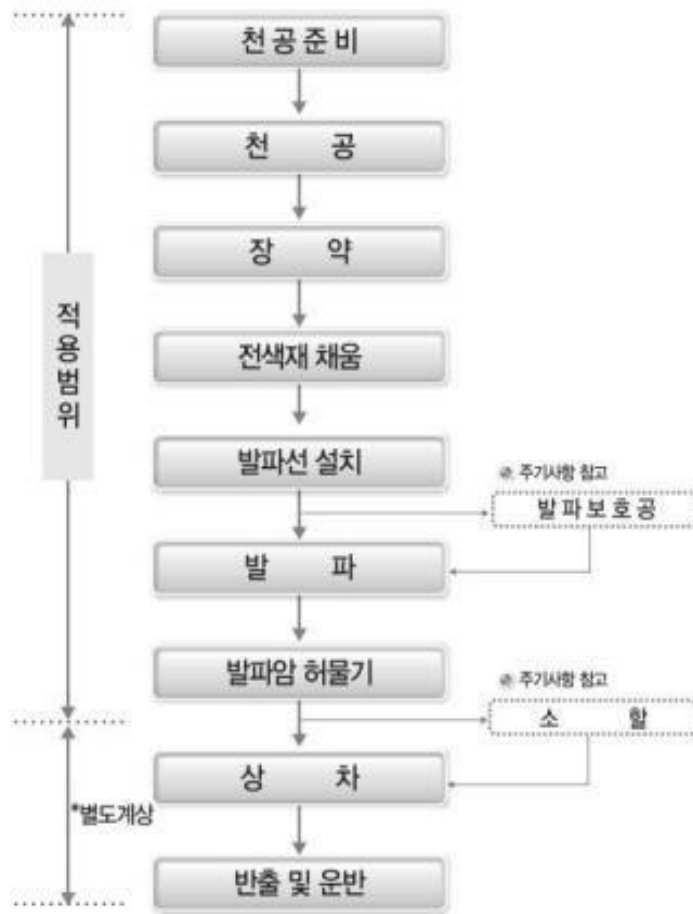 천공준비
천 공
장 약
적용범위
전색재 채움
발파선 설치
※ 주기사항 참고
발파보호공
발 파
발파암 허물기
※ 주기사항 참고
소 할
상 차
*별도계상
반출 및 운반